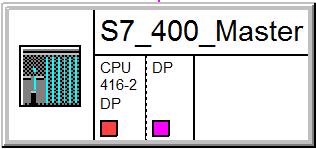 S7_400_Master
CPU
416-2
DP
DP